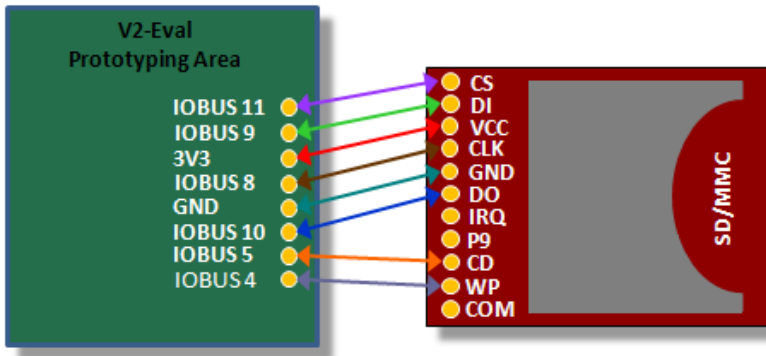 V2-Eval
Prototyping Area
IOBUS 11
IOBUS 9
3V3
IOBUS 8
GND
IOBUS 10
IOBUS 5
IOBUS 4
CS
DI
VCC
CLK
GND
DO
IRQ
P9
CD
WP
COM
SD/MMC